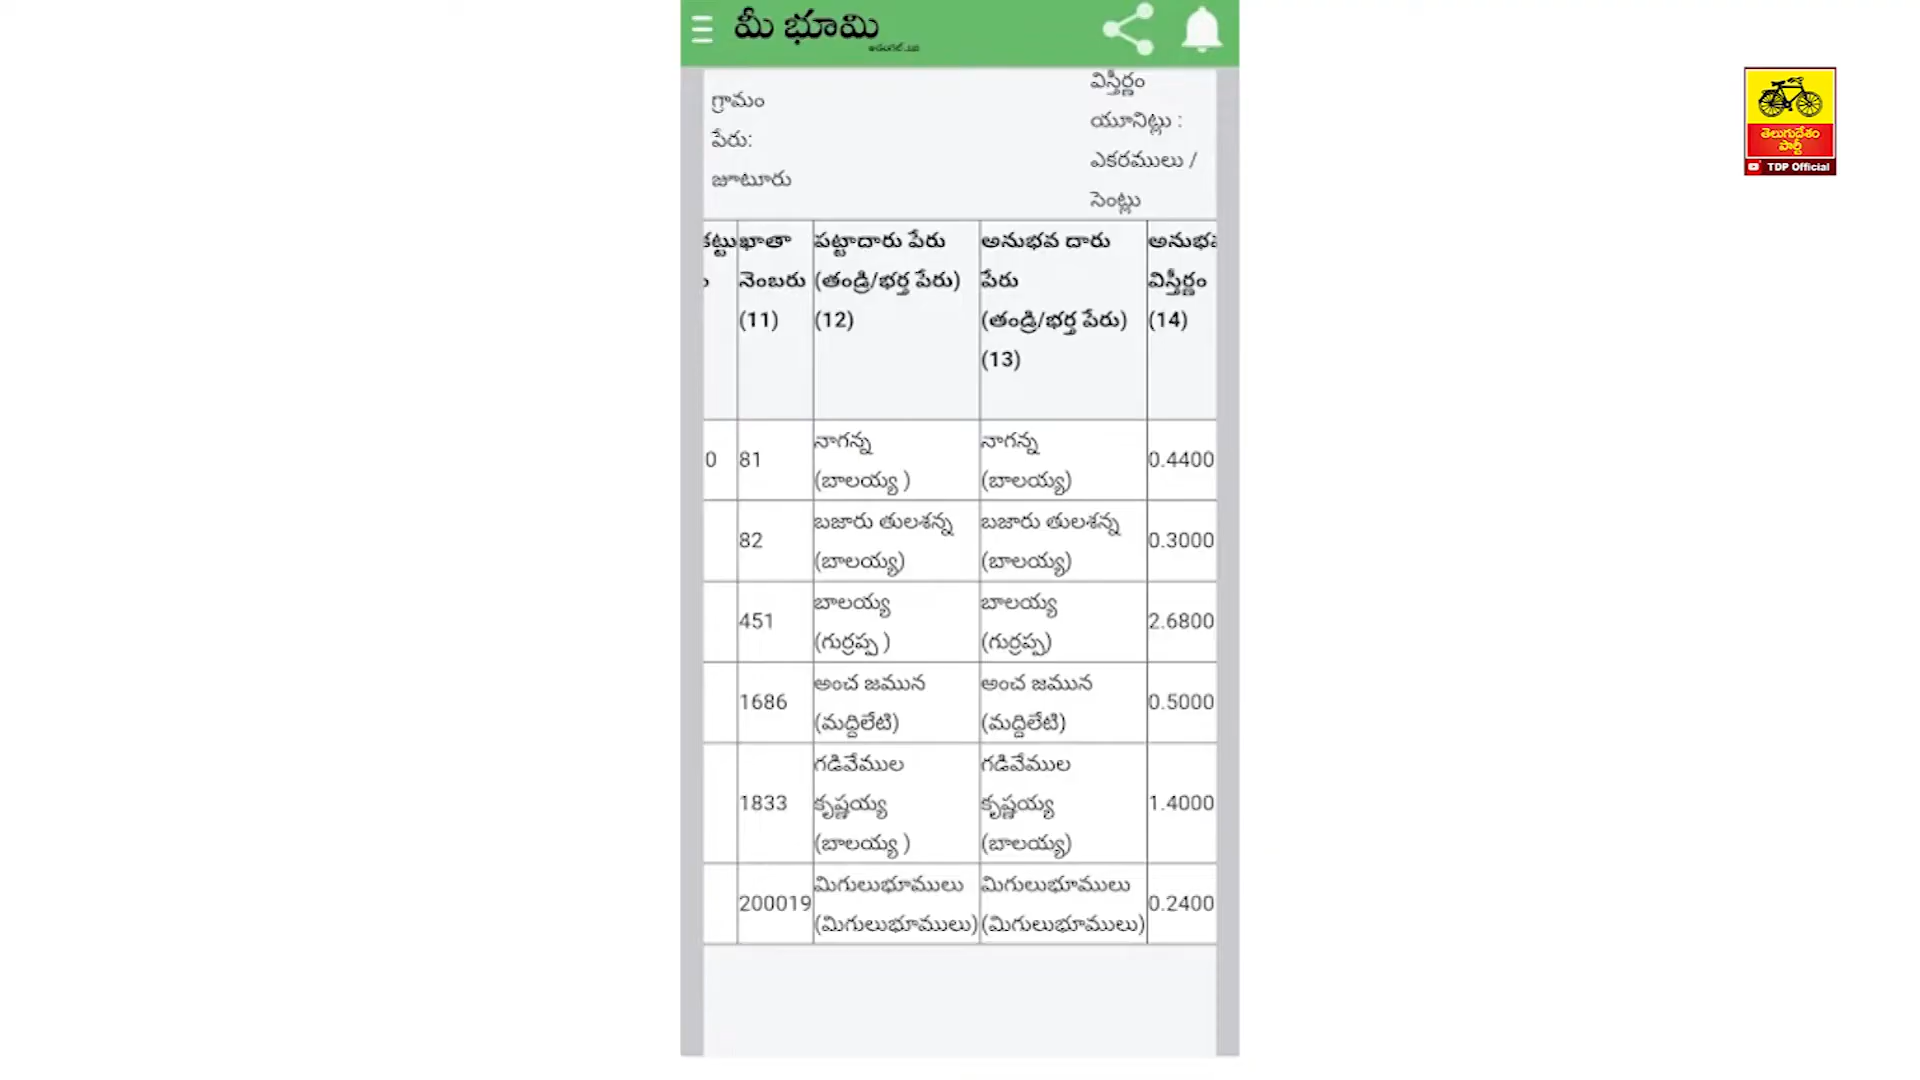 మీ భూమి
గ్రామం
పేరు:
జూటూరు
విస్తీర్ణం
యూనిట్లు :
ఎకరములు /
సెంట్లు
ఖాతా
నెంబరు
(11)
పట్టాదారు పేరు
(తండ్రి/భర్త పేరు)
(12)
అనుభవ దారు
పేరు
(తండ్రి/భర్త పేరు)
(13)
విస్తీర్ణం
(14)
0
81
నాగన్న
(బాలయ్య )
నాగన్న
(బాలయ్య)
0.4400
82
బజారు తులశన్న
(బాలయ్య)
బజారు తులశన్న
(బాలయ్య)
0.3000
451
బాలయ్య
(గుర్రప్ప )
బాలయ్య
(గుర్రప్ప)
2.6800
1686
అంచ జమున
(మద్దిలేటి)
అంచ జమున
(మద్దిలేటి)
0.5000
1833
గడివేముల
కృష్ణయ్య
(బాలయ్య )
గడివేముల
కృష్ణయ్య
(బాలయ్య)
1.4000
200019
మిగులుభూములు
(మిగులుభూములు)
మిగులుభూములు
(మిగులుభూములు)
0.2400
తెలుగుదేశం
పార్టీ
TDP Official